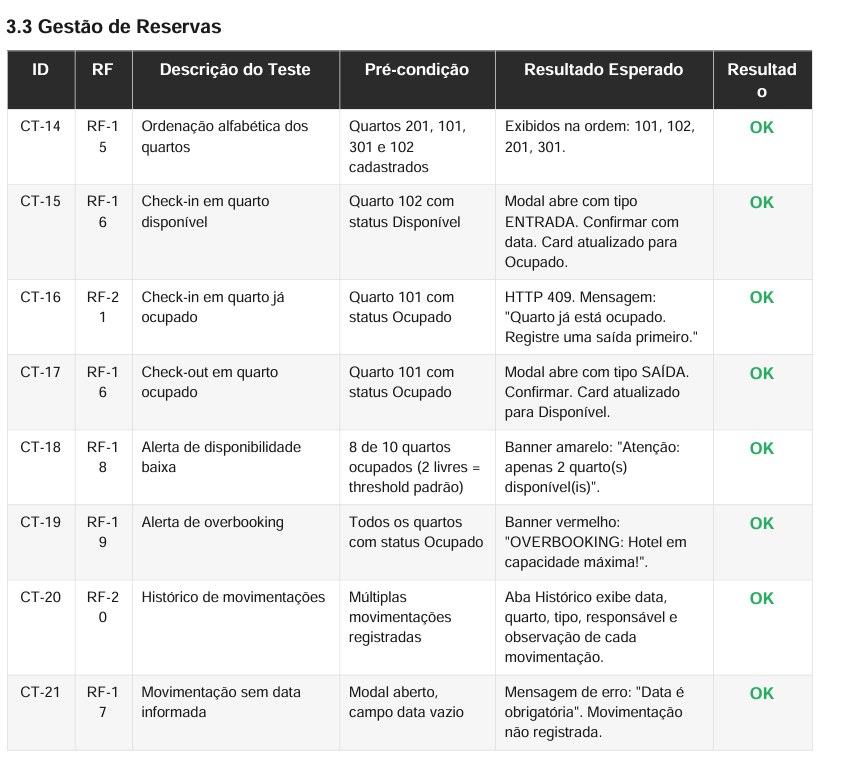 3.3 Gestão de Reservas
ID RF Descrição do Teste Pré-condição Resultado Esperado Resultad
o
CT-14 RF-1 Ordenação alfabética dos Quartos 201, 101, Exibidos na ordem: 101, 102, OK
5 quartos 301 e 102 201, 301.
cadastrados
CT-15 RF-1 Check-in em quarto Quarto 102 com Modal abre com tipo OK
6 disponível status Disponível ENTRADA. Confirmar com
data. Card atualizado para
Ocupado.
CT-16 RF-2 Check-in em quarto já Quarto 101 com HTTP 409. Mensagem: OK
1 ocupado status Ocupado "Quarto já está ocupado.
Registre uma saída primeiro."
CT-17 RF-1 Check-out em quarto Quarto 101 com Modal abre com tipo SAÍDA. OK
6 ocupado status Ocupado Confirmar. Card atualizado
para Disponível.
CT-18 RF-1 Alerta de disponibilidade 8 de 10 quartos Banner amarelo: "Atenção: OK
8 baixa ocupados (2 livres = apenas 2 quarto(s)
threshold padrão) disponível(is)".
CT-19 RF-1 Alerta de overbooking Todos os quartos Banner vermelho: OK
9 com status Ocupado "OVERBOOKING: Hotel em
capacidade máxima!".
CT-20 RF-2 Histórico de movimentações Múltiplas Aba Histórico exibe data, OK
0 movimentações quarto, tipo, responsável e
registradas observação de cada
movimentação.
CT-21 RF-1 Movimentação sem data Modal aberto, Mensagem de erro: "Data é OK
7 informada campo data vazio obrigatória". Movimentação
não registrada.